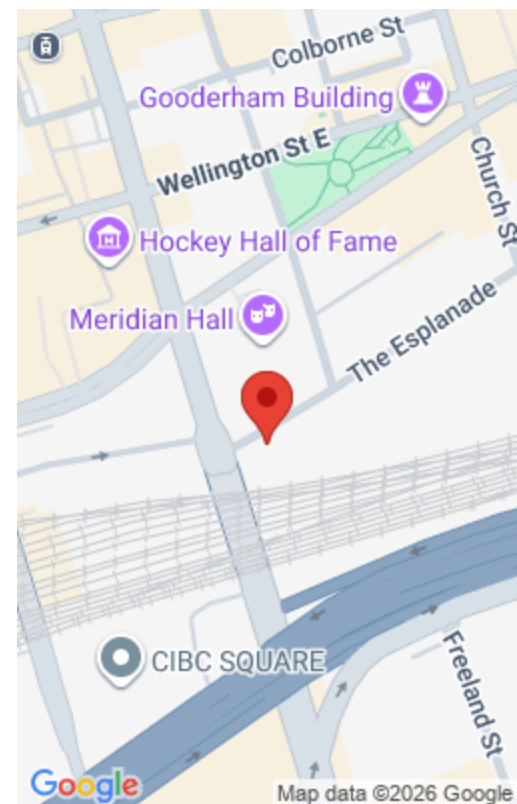 Colborne St
Gooderham Building
Wellington St E
Church St
Hockey Hall of Fame
The Esplanade
Meridian Hall
CIBC SQUARE
Freeland St
Google
Map data ©2026 Google